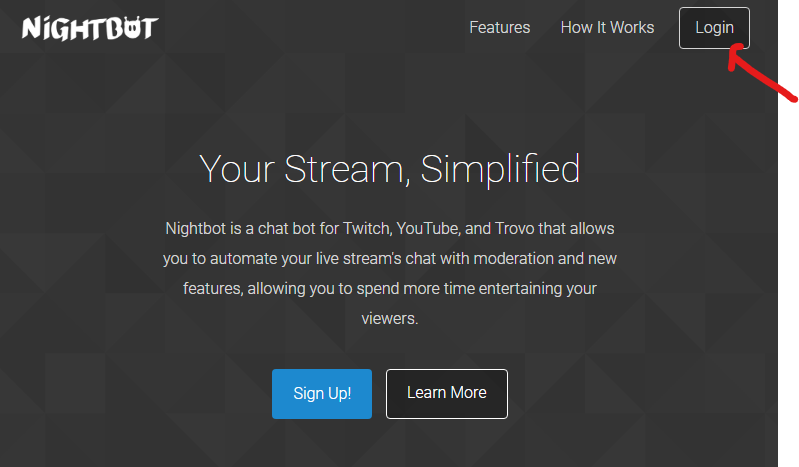 NIGHTBOT
Features
How It Works
Login
Your Stream, Simplified
Nightbot is a chat bot for Twitch, YouTube, and Trovo that allows
you to automate your live stream's chat with moderation and new
features, allowing you to spend more time entertaining your
viewers.
Sign Up!
Learn More